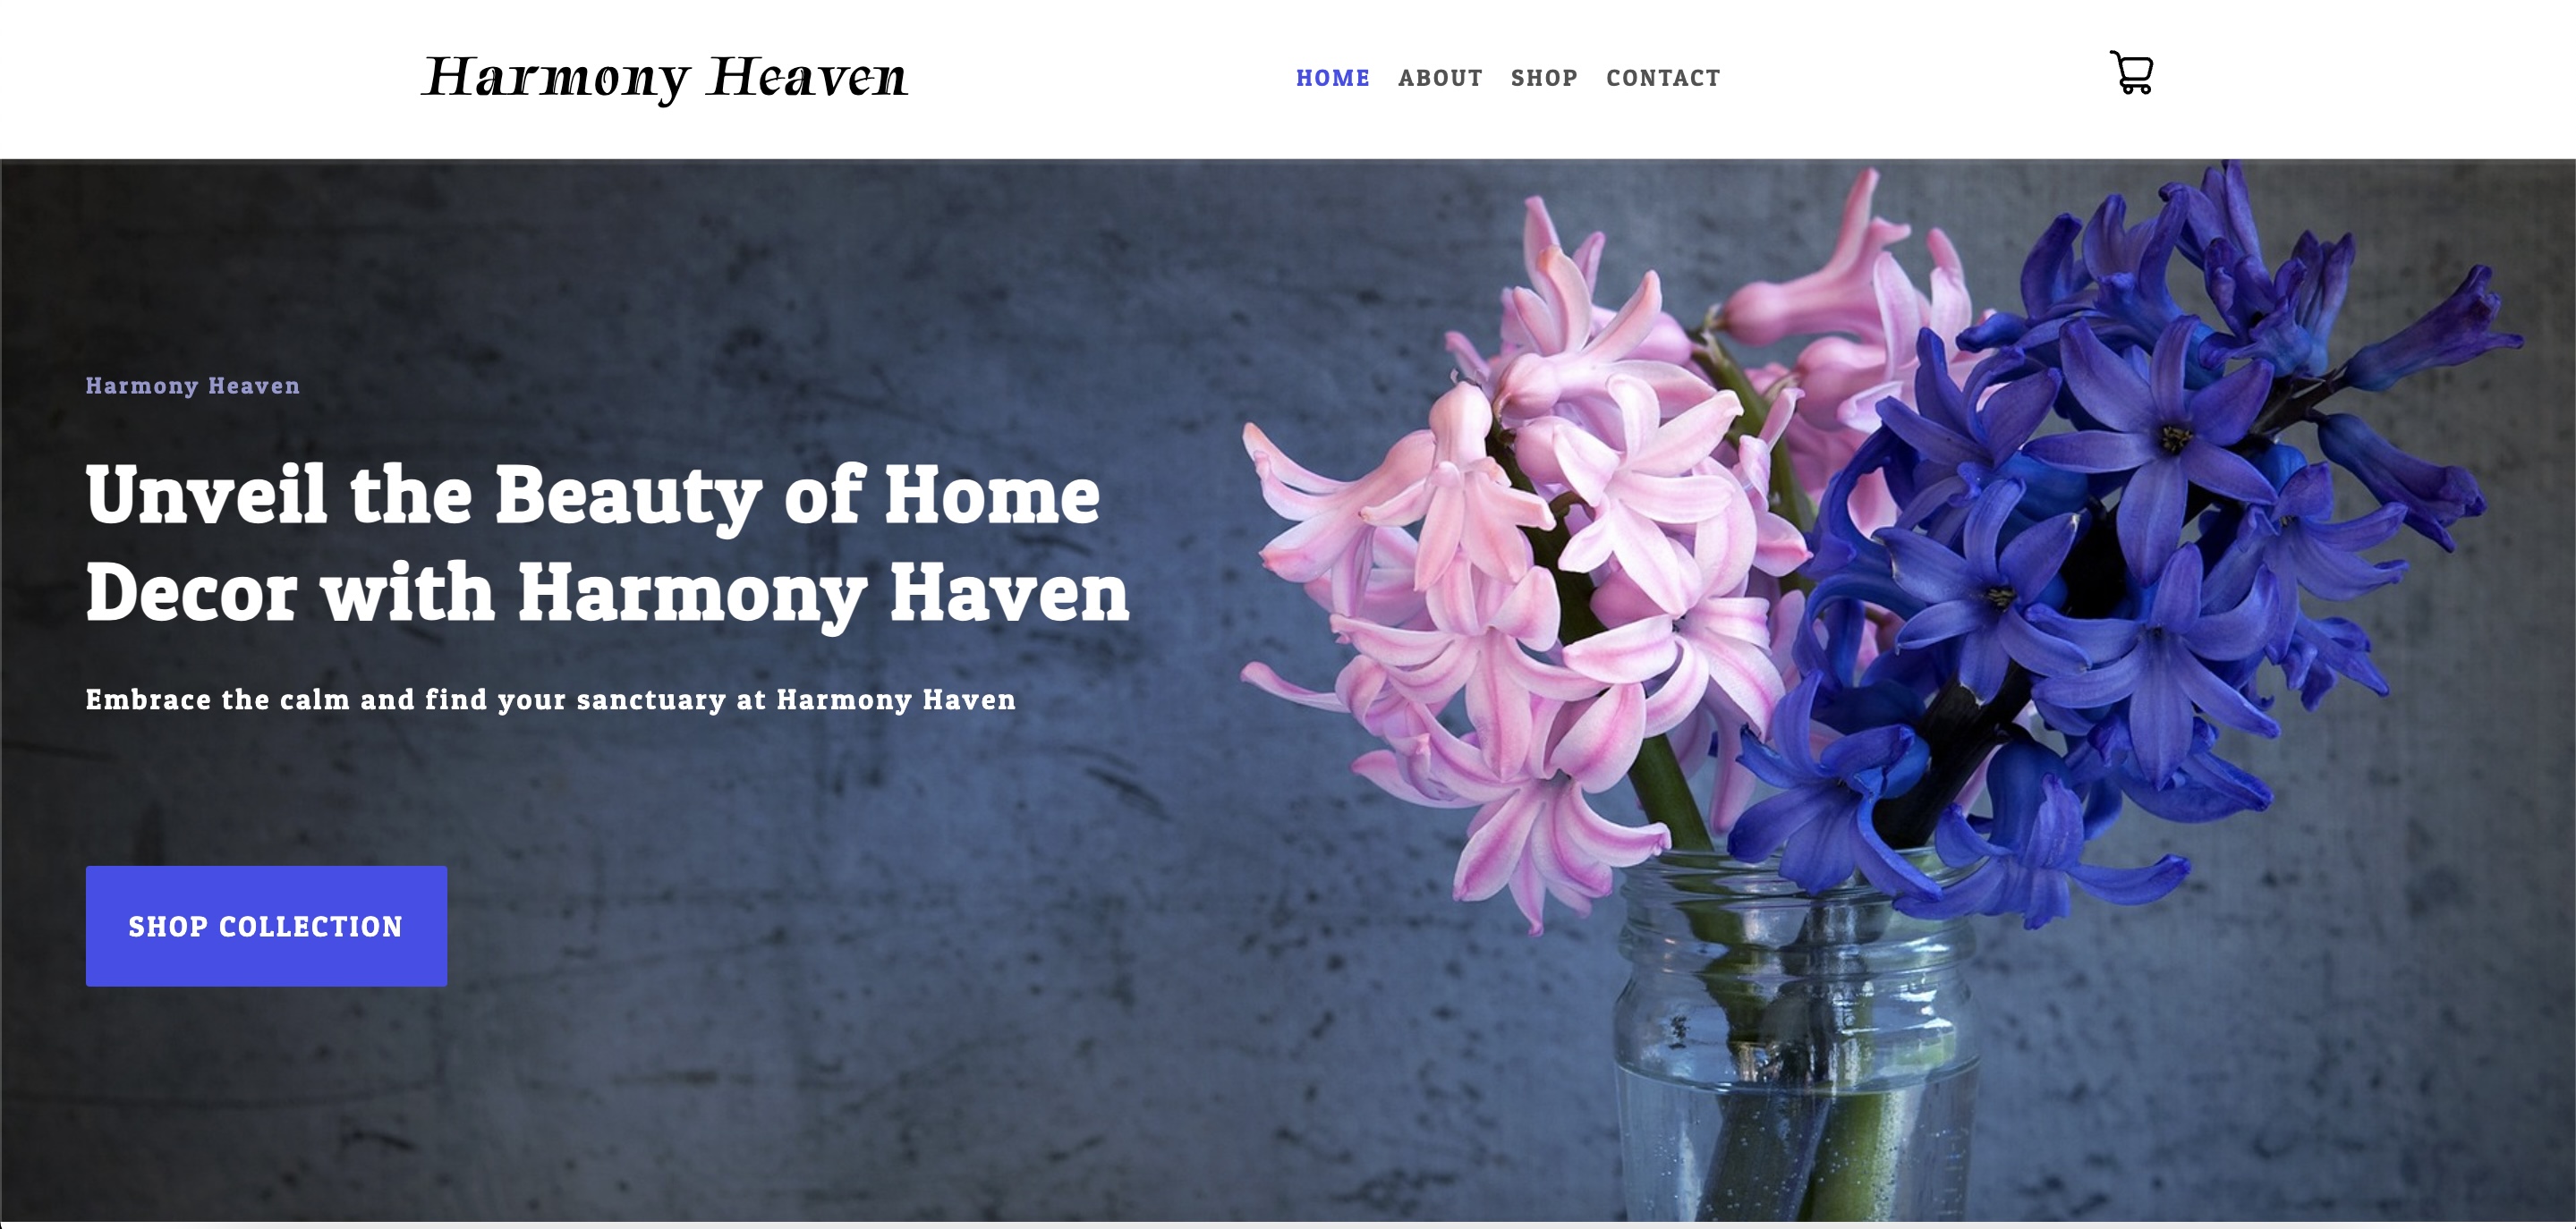 Harmony Heaven
HOME ABOUT SHOP CONTACT
Harmony Heaven
Unveil the Beauty of Home
Decor with Harmony Haven
Embrace the calm and find your sanctuary at Harmony Haven
SHOP COLLECTION